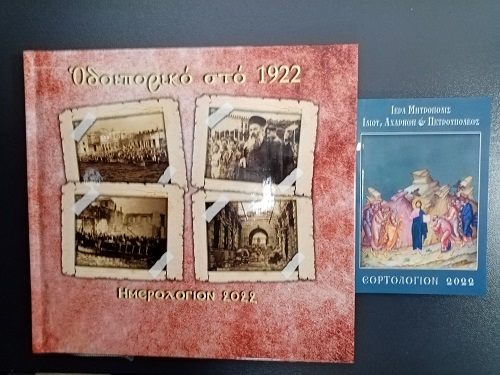 Ὁδοιπορικό στό 1922
Ημερολόγιον 2022
Ιερα Μητροπολις
Ιλιου, Αχαρνων & Πετρουπολεως
ΕΟΡΤΟΛΟΓΙΟΝ 2022